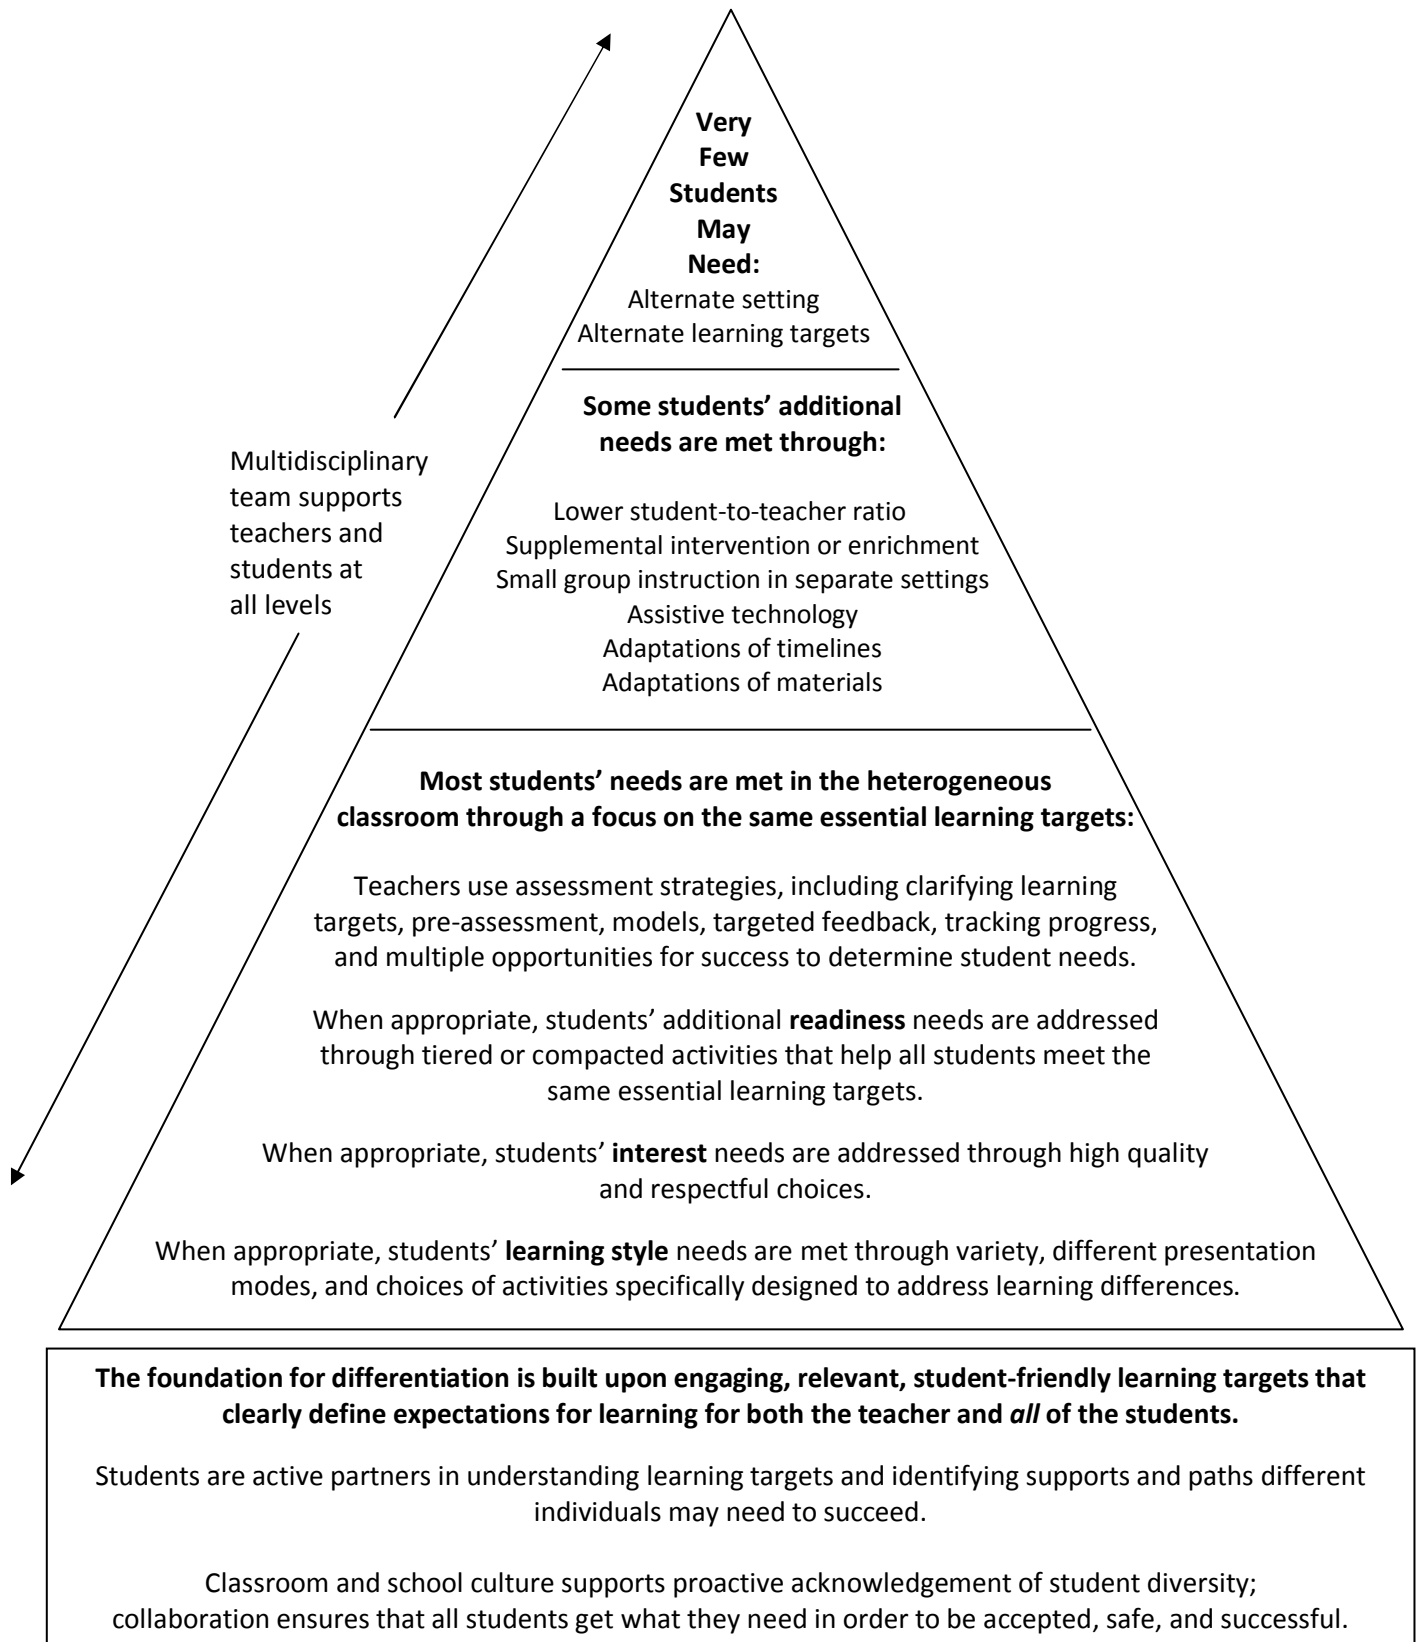 Very
Few
Students
May
Need:
Alternate setting
Alternate learning targets
Some students’ additional
needs are met through:
Lower student-to-teacher ratio
Supplemental intervention or enrichment
Small group instruction in separate settings
Assistive technology
Adaptations of timelines
Adaptations of materials
Multidisciplinary
team supports
teachers and
students at
all levels
Most students’ needs are met in the heterogeneous
classroom through a focus on the same essential learning targets:
Teachers use assessment strategies, including clarifying learning
targets, pre-assessment, models, targeted feedback, tracking progress,
and multiple opportunities for success to determine student needs.
When appropriate, students’ additional readiness needs are addressed
through tiered or compacted activities that help all students meet the
same essential learning targets.
When appropriate, students’ interest needs are addressed through high quality
and respectful choices.
When appropriate, students’ learning style needs are met through variety, different presentation
modes, and choices of activities specifically designed to address learning differences.
The foundation for differentiation is built upon engaging, relevant, student-friendly learning targets that
clearly define expectations for learning for both the teacher and all of the students.
Students are active partners in understanding learning targets and identifying supports and paths different
individuals may need to succeed.
Classroom and school culture supports proactive acknowledgement of student diversity;
collaboration ensures that all students get what they need in order to be accepted, safe, and successful.